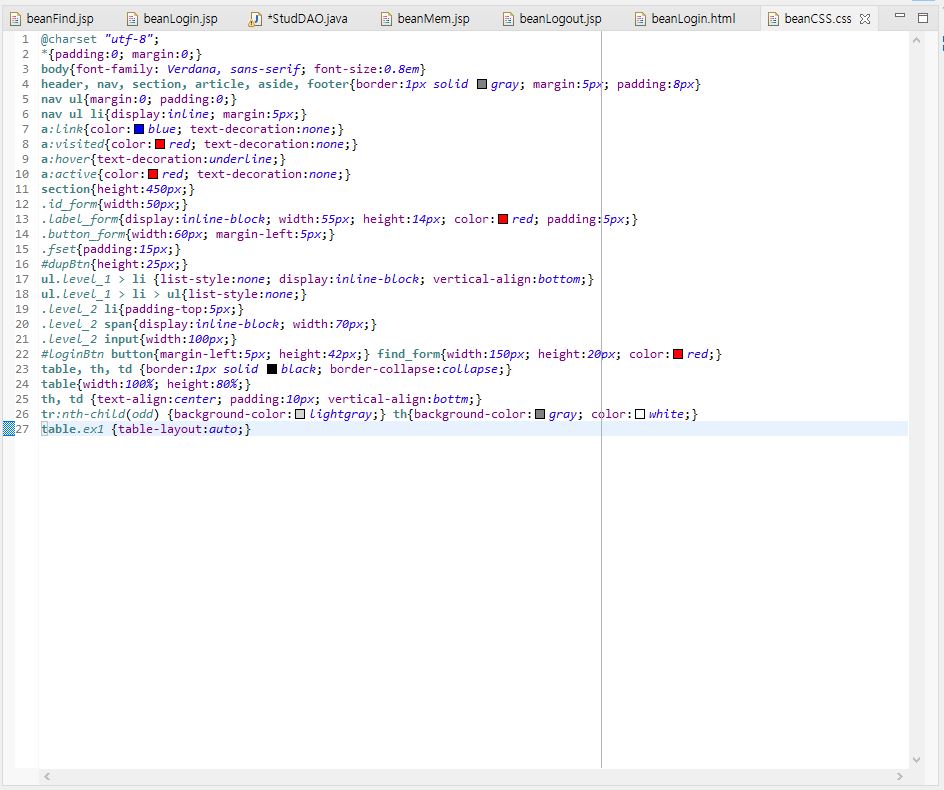 beanFind.jsp beanLogin.jsp *StudDAO.java beanMem.jsp beanLogout.jsp beanLogin.html beanCSS.css
1 @charset "utf-8";
2 *{padding:0; margin:0;}
3 body{font-family: Verdana, sans-serif; font-size:0.8em}
4 header, nav, section, article, aside, footer{border:1px solid gray; margin:5px; padding:8px}
5 nav ul{margin:0; padding:0;}
6 nav ul li{display:inline; margin:5px;}
7 a:link{color:blue; text-decoration:none;}
8 a:visited{color:red; text-decoration:none;}
9 a:hover{text-decoration:underline;}
10 a:active{color:red; text-decoration:none;}
11 section{height:450px;}
12 .id_form{width:50px;}
13 .label_form{display:inline-block; width:55px; height:14px; color:red; padding:5px;}
14 .button_form{width:60px; margin-left:5px;}
15 .fset{padding:15px;}
16 #dupBtn{height:25px;}
17 ul.level_1 > li {list-style:none; display:inline-block; vertical-align:bottom;}
18 ul.level_1 > li > ul{list-style:none;}
19 .level_2 li{padding-top:5px;}
20 .level_2 span{display:inline-block; width:70px;}
21 .level_2 input{width:100px;}
22 #loginBtn button{margin-left:5px; height:42px;} find_form{width:150px; height:20px; color:red;}
23 table, th, td {border:1px solid black; border-collapse:collapse;}
24 table{width:100%; height:80%;}
25 th, td {text-align:center; padding:10px; vertical-align:bottm;}
26 tr:nth-child(odd) {background-color:lightgray;} th{background-color:gray; color:white;}
27 table.ex1 {table-layout:auto;}